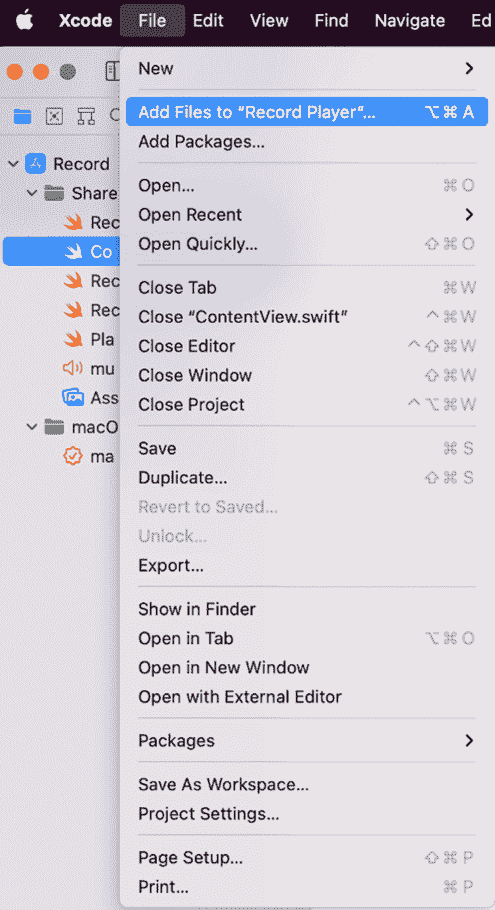 Xcode File Edit View Find Navigate Ed
New
Add Files to “Record Player”... ⌥⌘A
Add Packages...
Record
Open... ⌘O
Share
Open Recent
Rec
Open Quickly... ⇧⌘O
Co
Rec
Close Tab ⌘W
Rec
Close “ContentView.swift” ^⌘W
Pla
Close Editor ^⇧⌘W
mu
Close Window ⇧⌘W
Ass
Close Project ^⌥⌘W
macO
Save ⌘S
ma
Duplicate... ⇧⌘S
Revert to Saved...
Unlock...
Export...
Show in Finder
Open in Tab ⌥⌘O
Open in New Window
Open with External Editor
Packages
Save As Workspace...
Project Settings...
Page Setup... ⇧⌘P
Print... ⌘P